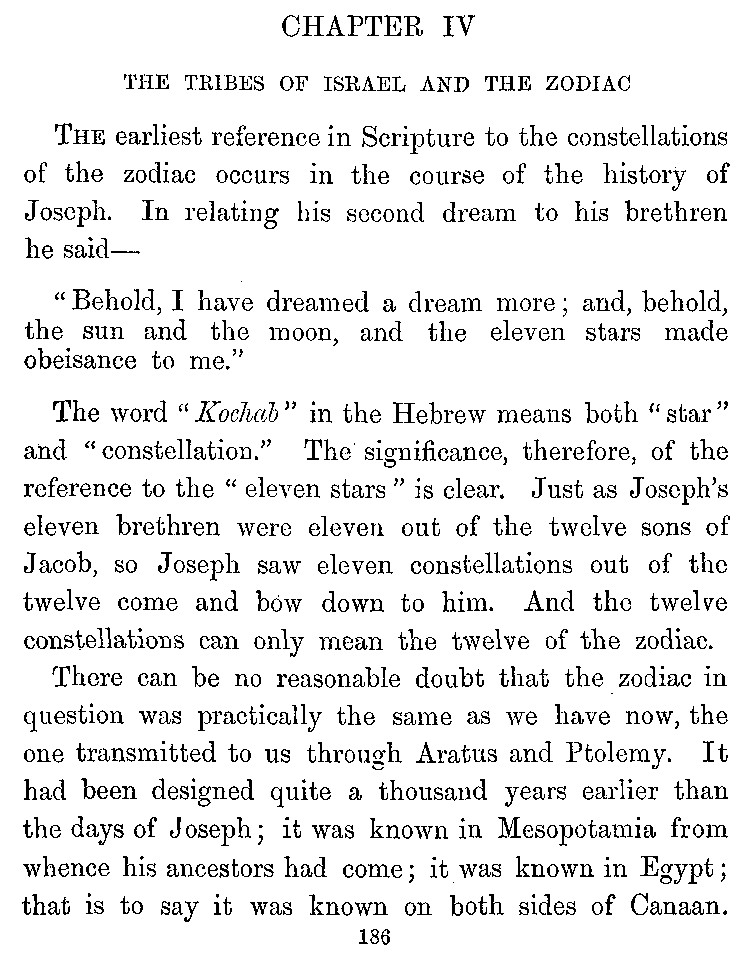 CHAPTER IV
THE TRIBES OF ISRAEL AND THE ZODIAC
THE earliest reference in Scripture to the constellations
of the zodiac occurs in the course of the history of
Joseph. In relating his second dream to his brethren
he said—
“Behold, I have dreamed a dream more; and, behold,
the sun and the moon, and the eleven stars made
obeisance to me.”
The word “Kochab” in the Hebrew means both “star”
and “constellation.” The significance, therefore, of the
reference to the “eleven stars” is clear. Just as Joseph’s
eleven brethren were eleven out of the twelve sons of
Jacob, so Joseph saw eleven constellations out of the
twelve come and bow down to him. And the twelve
constellations can only mean the twelve of the zodiac.
There can be no reasonable doubt that the zodiac in
question was practically the same as we have now, the
one transmitted to us through Aratus and Ptolemy. It
had been designed quite a thousand years earlier than
the days of Joseph; it was known in Mesopotamia from
whence his ancestors had come; it was known in Egypt;
that is to say it was known on both sides of Canaan.
186